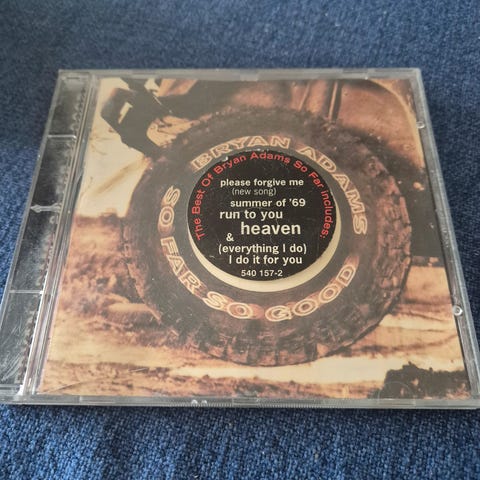 BRYAN ADAMS
SO FAR SO GOOD
The Best Of Bryan Adams So Far Includes:
please forgive me
(new song)
summer of '69
run to you
heaven
&
(everything I do)
I do it for you
540 157-2